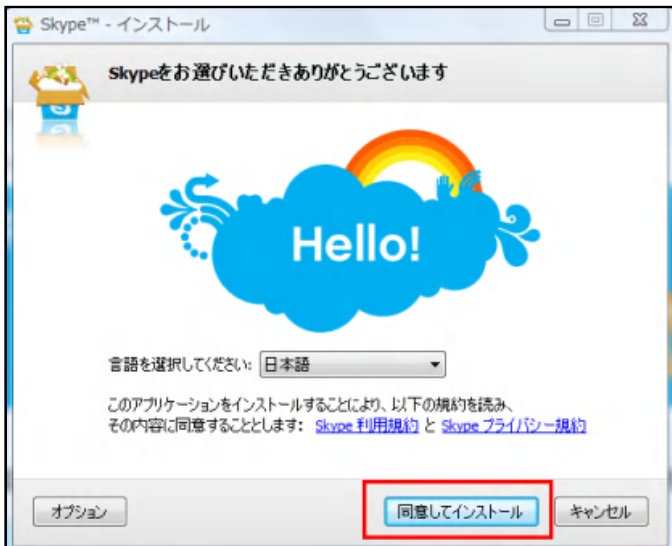 Skype™ - インストール
Skypeをお選びいただきありがとうございます
S
Hello!
言語を選択してください: 日本語
このアプリケーションをインストールすることにより、以下の規約を読み、
その内容に同意することとします: Skype 利用規約 と Skype プライバシー規約
オプション 同意してインストール キャンセル